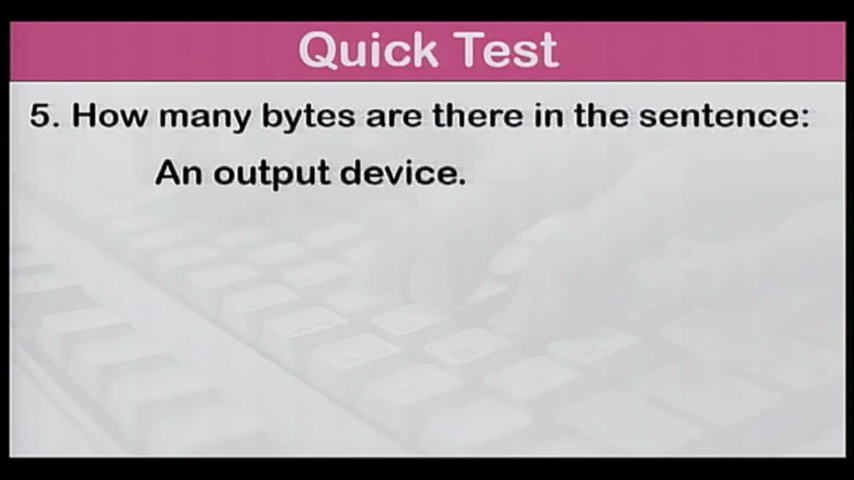 Quick Test
5. How many bytes are there in the sentence:
An output device.